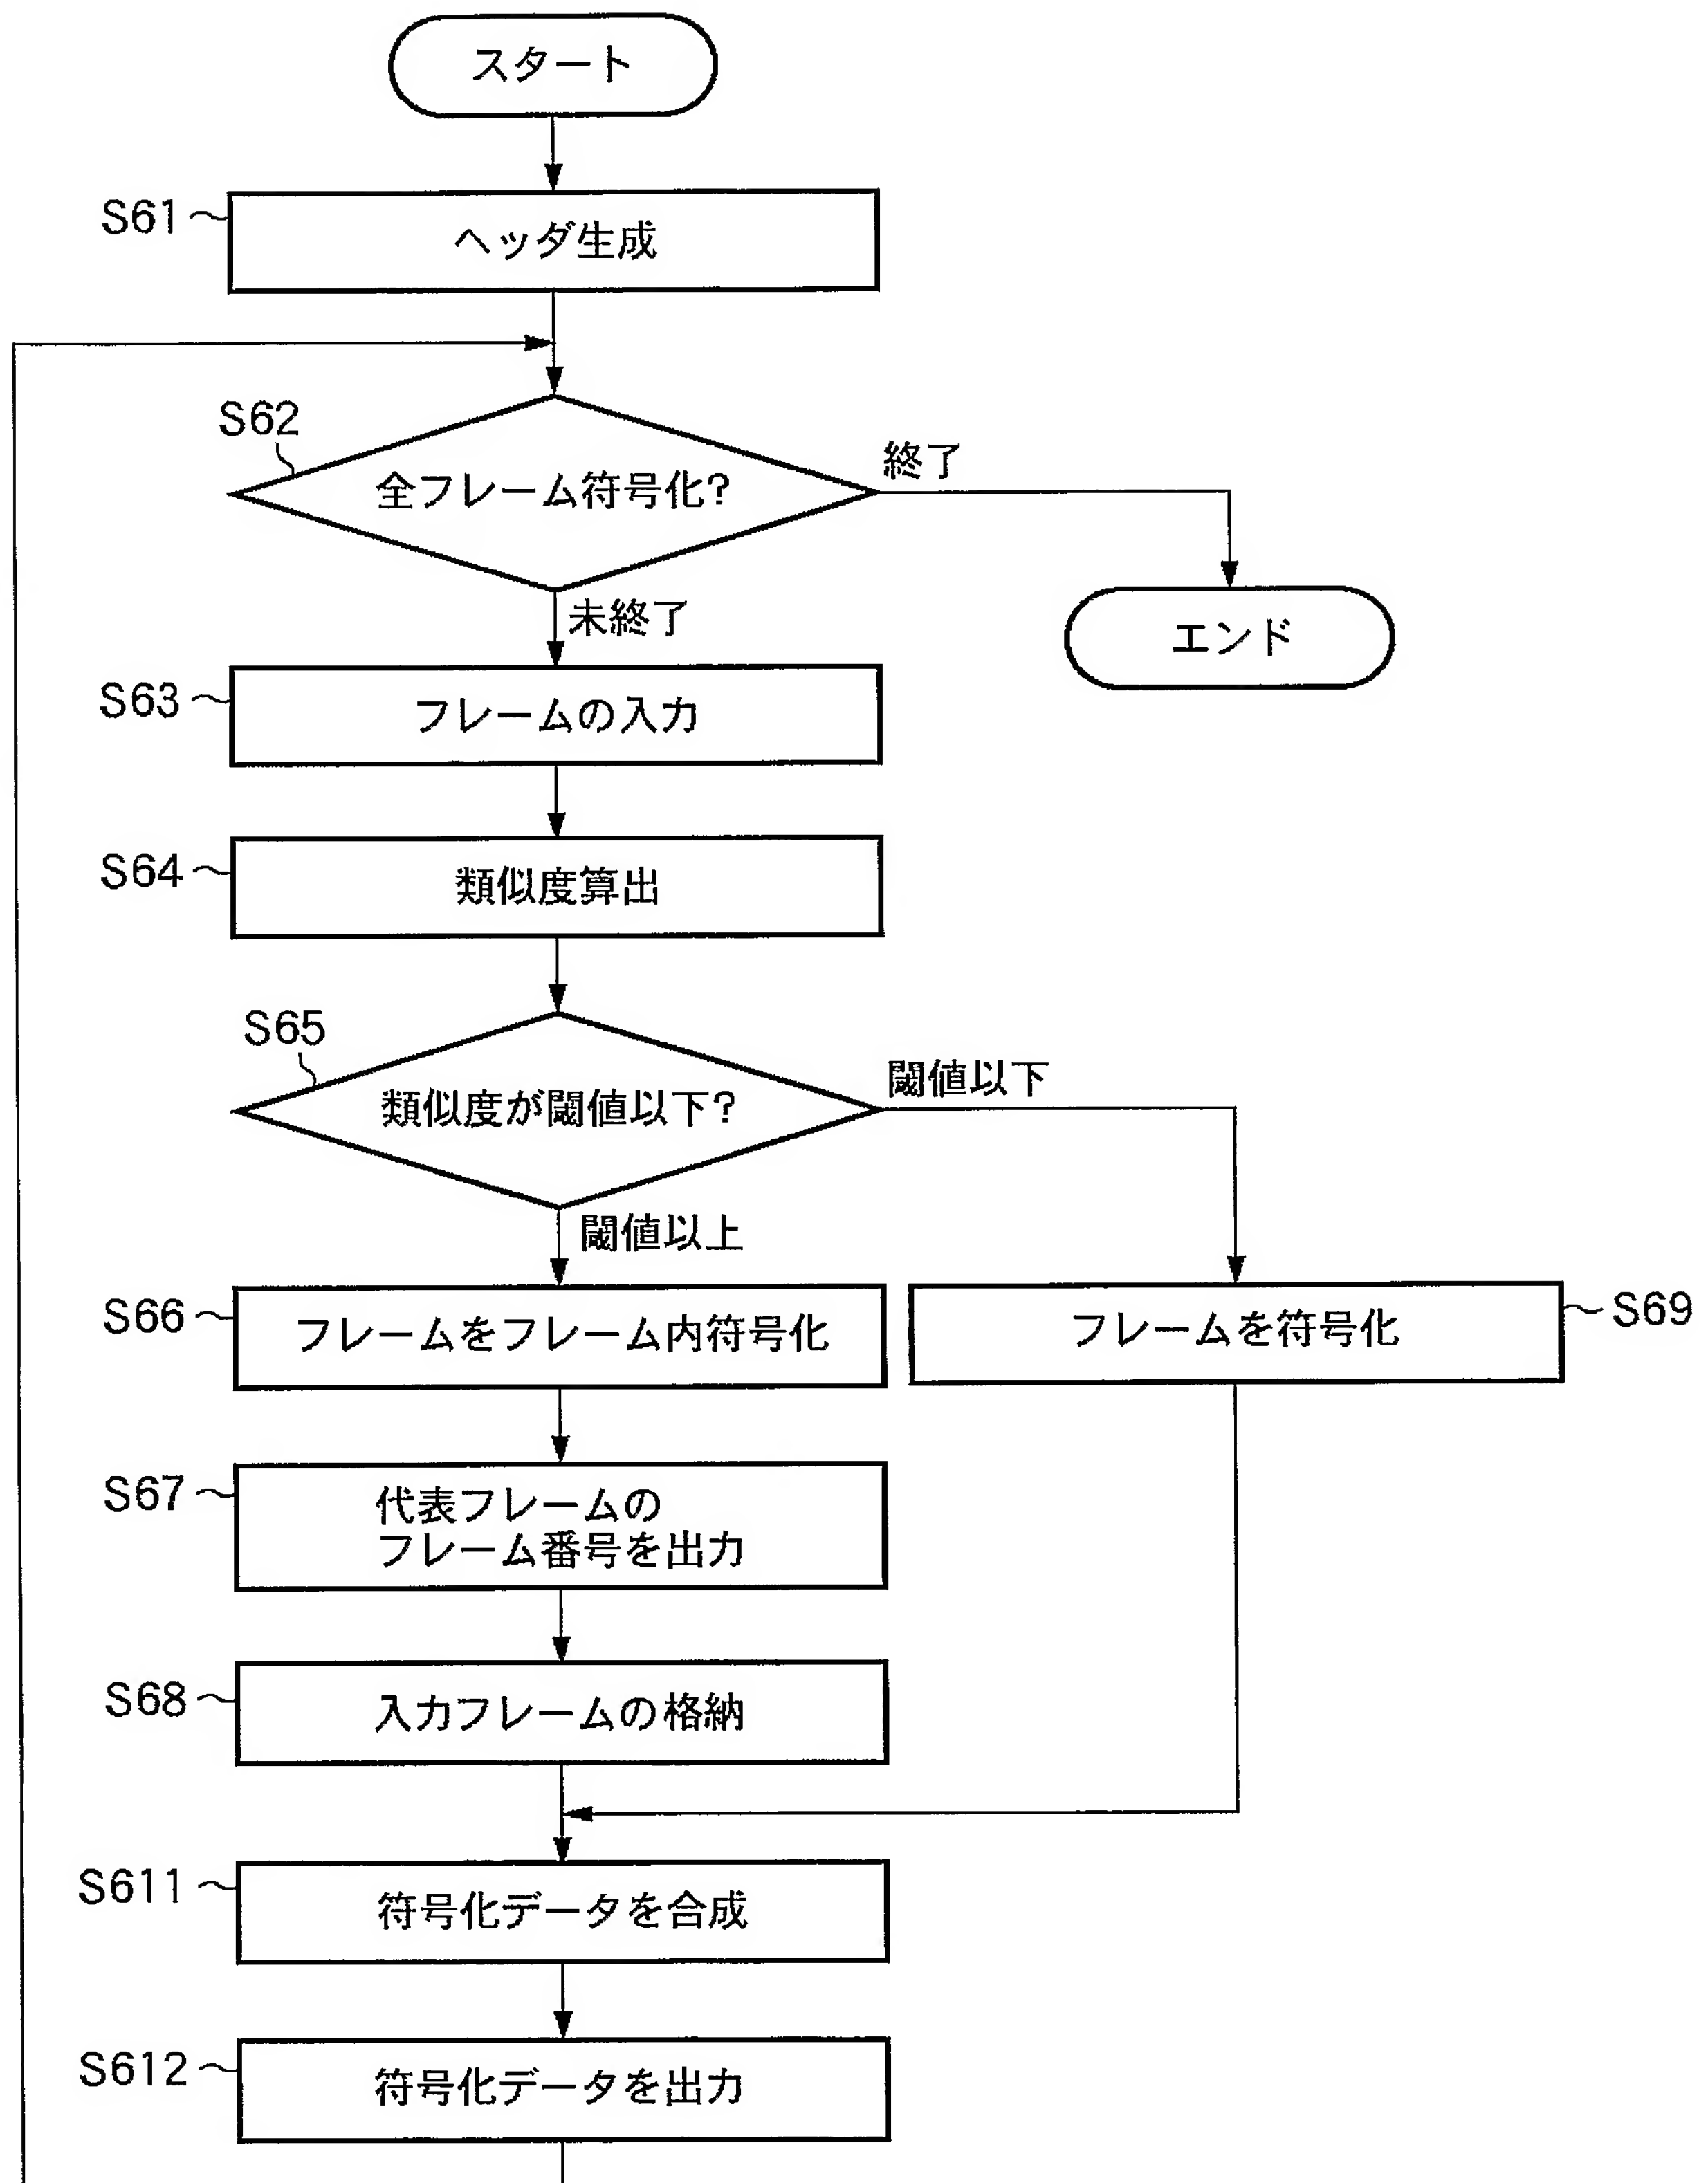 スタート
S61
ヘッダ生成
S62
全フレーム符号化?
終了
エンド
未終了
S63
フレームの入力
S64
類似度算出
S65
類似度が閾値以下?
閾値以下
閾値以上
S66
フレームをフレーム内符号化
フレームを符号化
S69
S67
代表フレームの
フレーム番号を出力
S68
入力フレームの格納
S611
符号化データを合成
S612
符号化データを出力